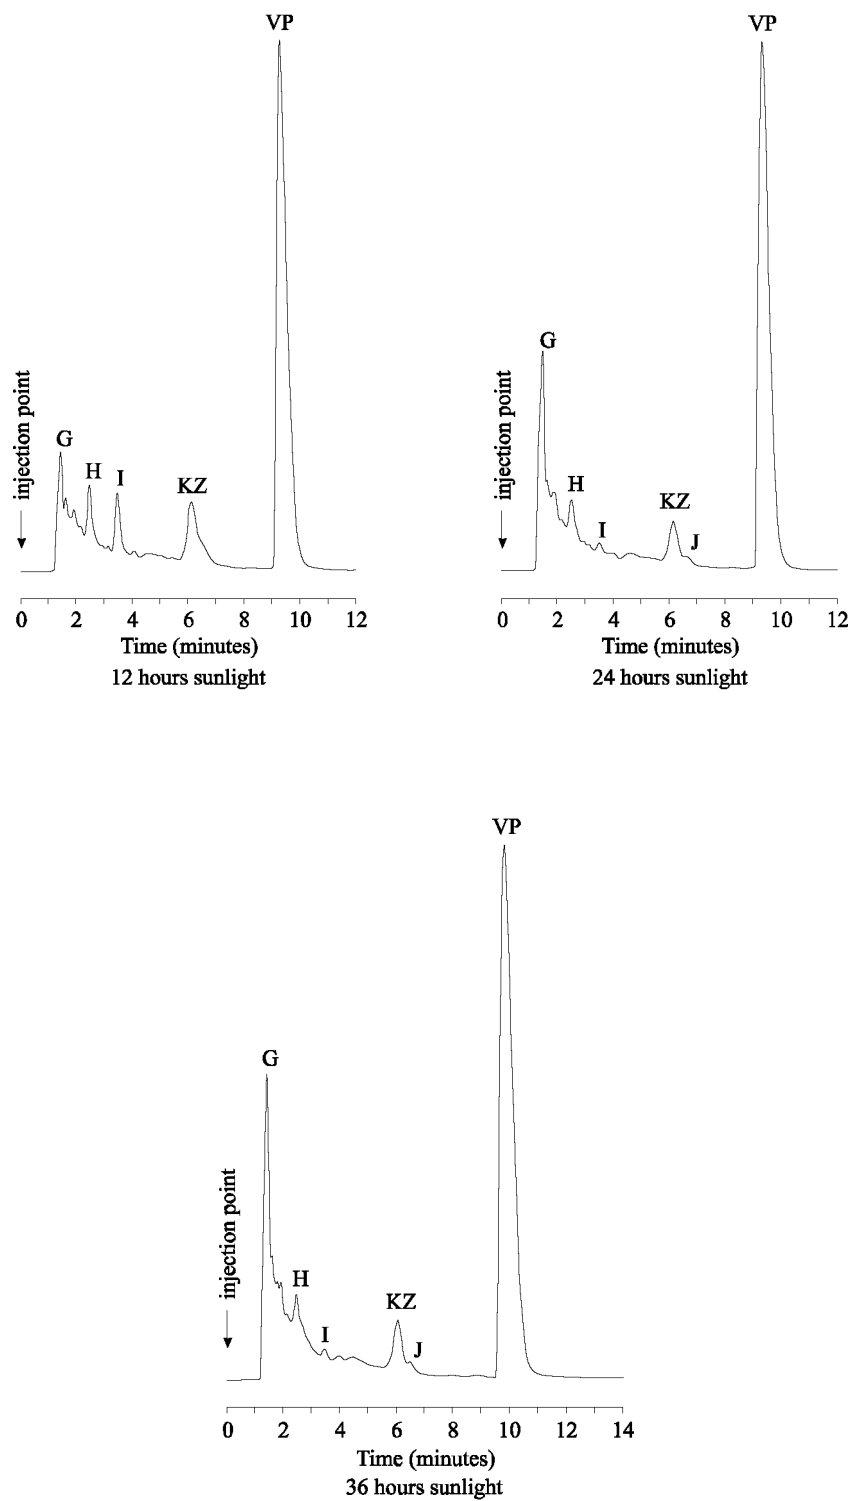 VP
G
H
I
KZ
injection point
0 2 4 6 8 10 12
Time (minutes)
12 hours sunlight
VP
G
H
I
KZ
J
injection point
0 2 4 6 8 10 12
Time (minutes)
24 hours sunlight
VP
G
H
I
KZ
J
injection point
0 2 4 6 8 10 12 14
Time (minutes)
36 hours sunlight